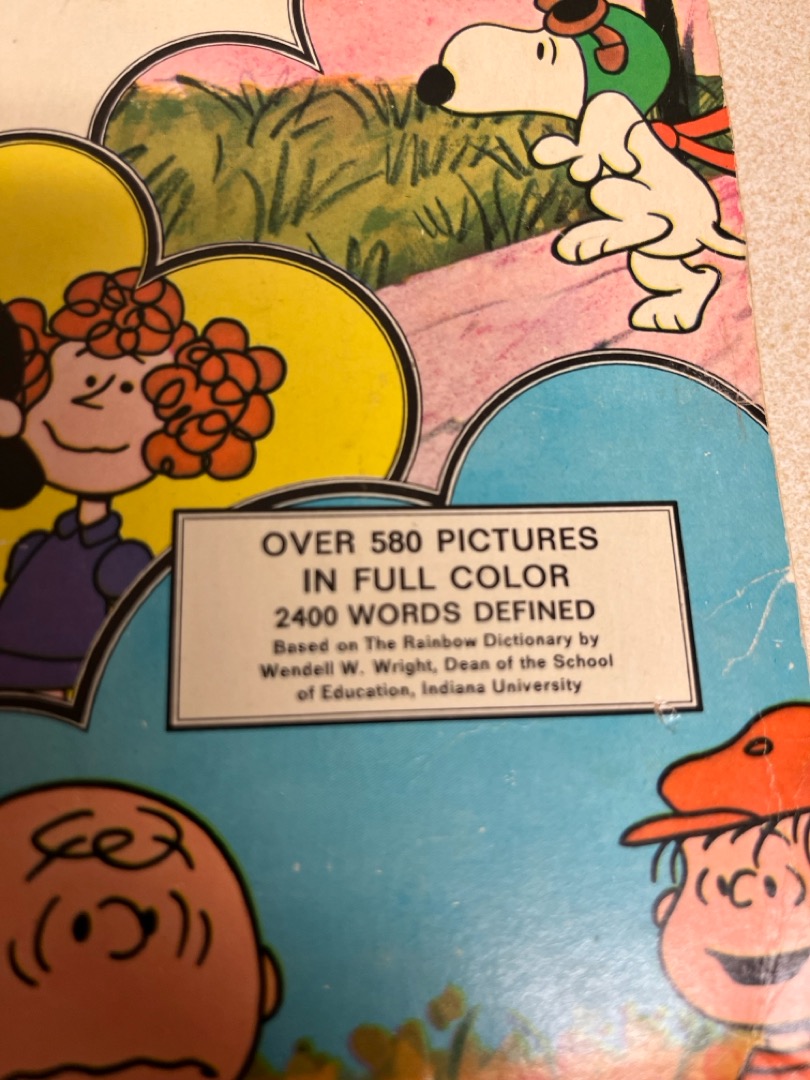 OVER 580 PICTURES
IN FULL COLOR
2400 WORDS DEFINED
Based on The Rainbow Dictionary by
Wendell W. Wright, Dean of the School
of Education, Indiana University